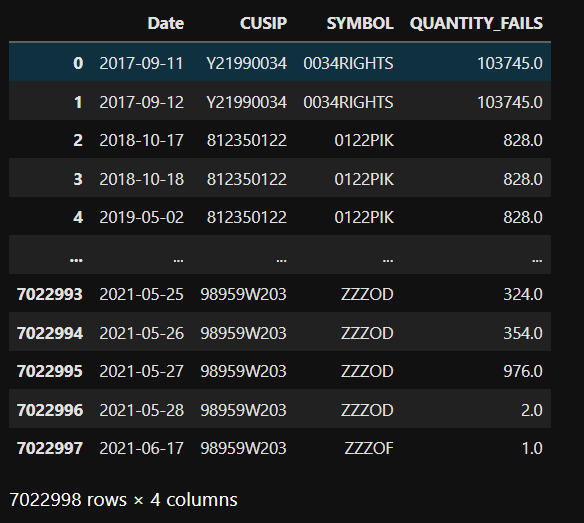 Date CUSIP SYMBOL QUANTITY_FAILS
0 2017-09-11 Y21990034 0034RIGHTS 103745.0
1 2017-09-12 Y21990034 0034RIGHTS 103745.0
2 2018-10-17 812350122 0122PIK 828.0
3 2018-10-18 812350122 0122PIK 828.0
4 2019-05-02 812350122 0122PIK 828.0
... ... ... ... ...
7022993 2021-05-25 98959W203 ZZZOD 324.0
7022994 2021-05-26 98959W203 ZZZOD 354.0
7022995 2021-05-27 98959W203 ZZZOD 976.0
7022996 2021-05-28 98959W203 ZZZOD 2.0
7022997 2021-06-17 98959W203 ZZZOF 1.0
7022998 rows × 4 columns